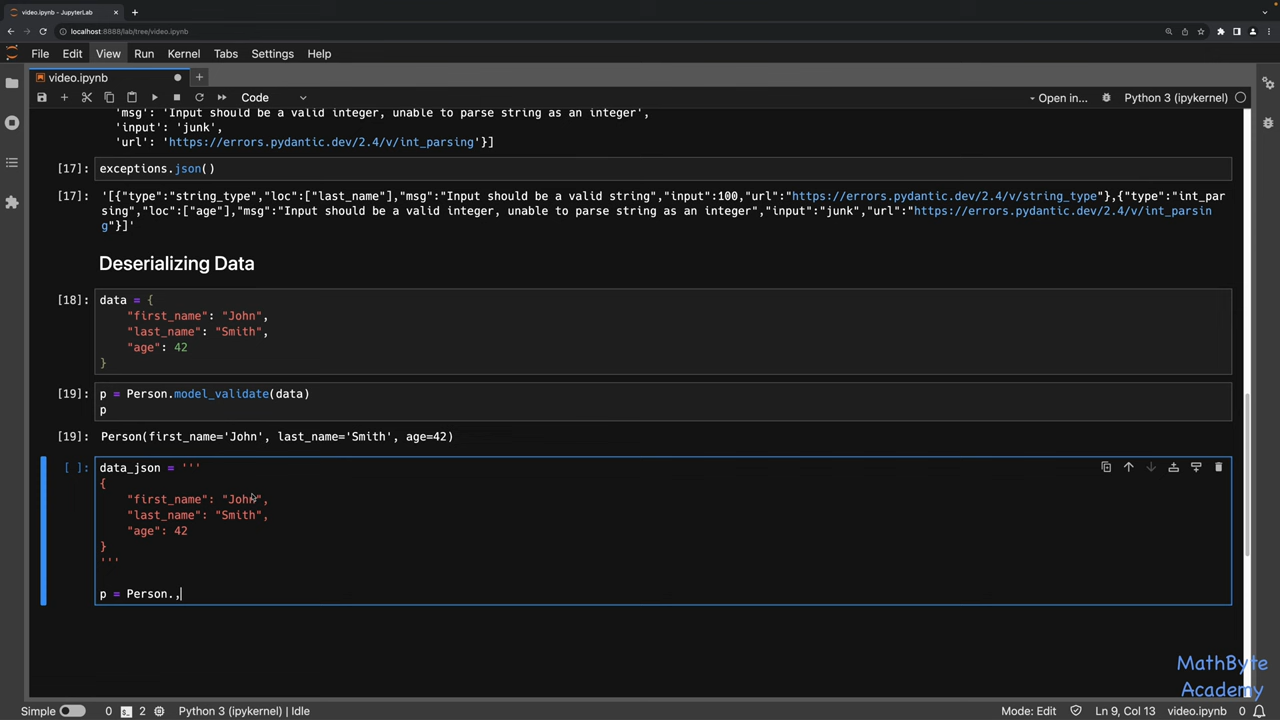 video.ipynb - JupyterLab
localhost:8888/lab/tree/video.ipynb
File Edit View Run Kernel Tabs Settings Help
video.ipynb
Code
Open in...
Python 3 (ipykernel)
'msg': 'Input should be a valid integer, unable to parse string as an integer',
'input': 'junk',
'url': 'https://errors.pydantic.dev/2.4/v/int_parsing'}]
[17]: exceptions.json()
[17]: '[{"type":"string_type","loc":["last_name"],"msg":"Input should be a valid string","input":100,"url":"https://errors.pydantic.dev/2.4/v/string_type"},{"type":"int_par
sing","loc":["age"],"msg":"Input should be a valid integer, unable to parse string as an integer","input":"junk","url":"https://errors.pydantic.dev/2.4/v/int_parsin
g"}]'
Deserializing Data
[18]: data = {
"first_name": "John",
"last_name": "Smith",
"age": 42
}
[19]: p = Person.model_validate(data)
p
[19]: Person(first_name='John', last_name='Smith', age=42)
[ ]: data_json = '''
{
"first_name": "John",
"last_name": "Smith",
"age": 42
}
'''
p = Person.,
MathByte
Academy
Simple 0 2 Python 3 (ipykernel) | Idle
Mode: Edit Ln 9, Col 13 video.ipynb 0